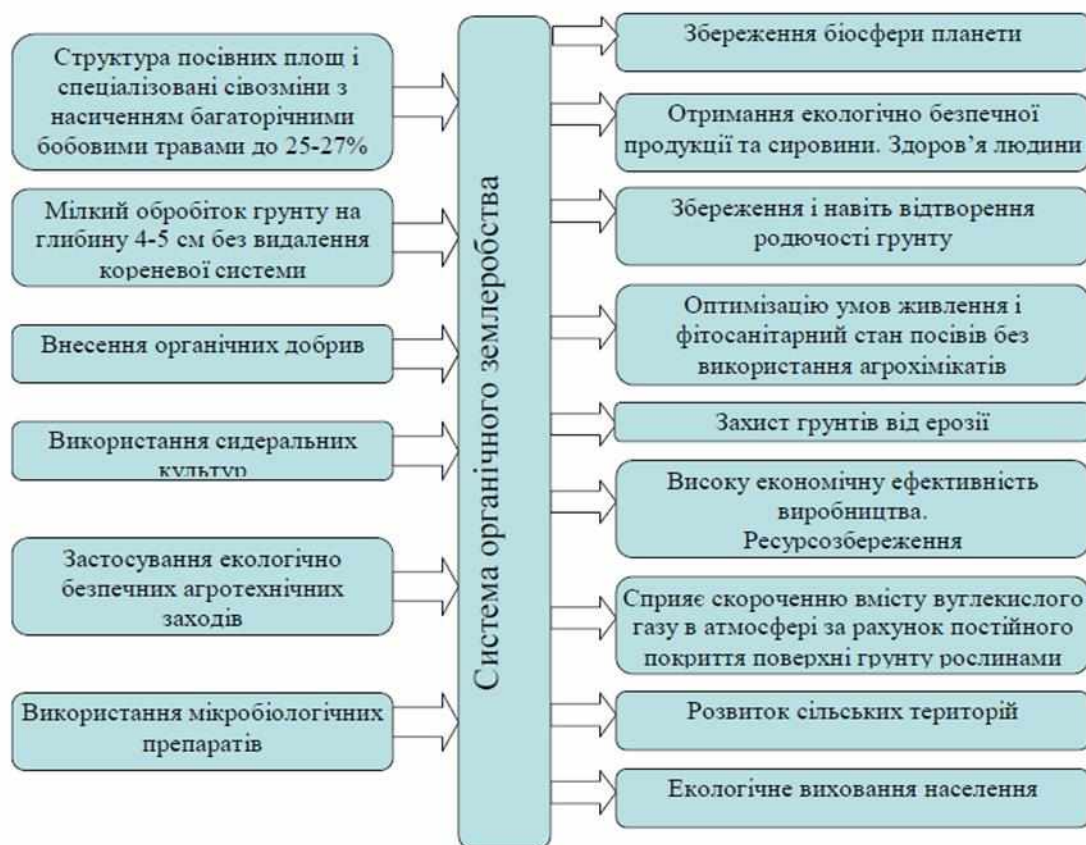 Структура посівних площ і
спеціалізовані сівозміни з
насиченням багаторічними
бобовими травами до 25-27%
Мілкий обробіток грунту на
глибину 4-5 см без видалення
кореневої системи
Внесення органічних добрив
Використання сидеральних
культур
Застосування екологічно
безпечних агротехнічних
заходів
Використання мікробіологічних
препаратів
Система органічного землеробства
Збереження біосфери планети
Отримання екологічно безпечної
продукції та сировини. Здоров’я людини
Збереження і навіть відтворення
родючості грунту
Оптимізацію умов живлення і
фітосанітарний стан посівів без
використання агрохімікатів
Захист грунтів від ерозії
Високу економічну ефективність
виробництва.
Ресурсозбереження
Сприяє скороченню вмісту вуглекислого
газу в атмосфері за рахунок постійного
покриття поверхні грунту рослинами
Розвиток сільських територій
Екологічне виховання населення